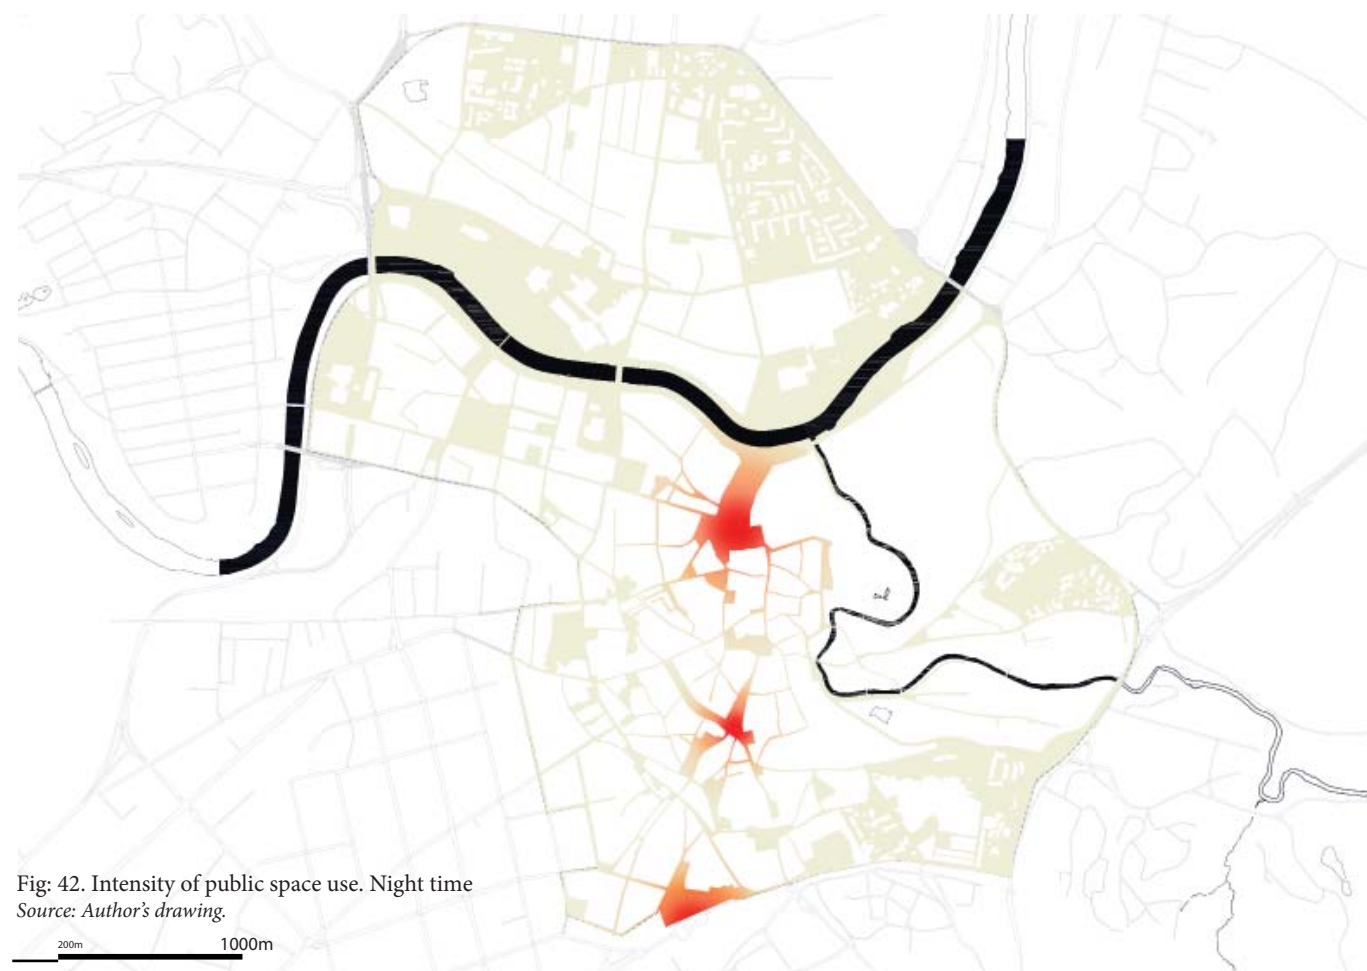 Fig: 42. Intensity of public space use. Night time
Source: Author's drawing.
200m 1000m